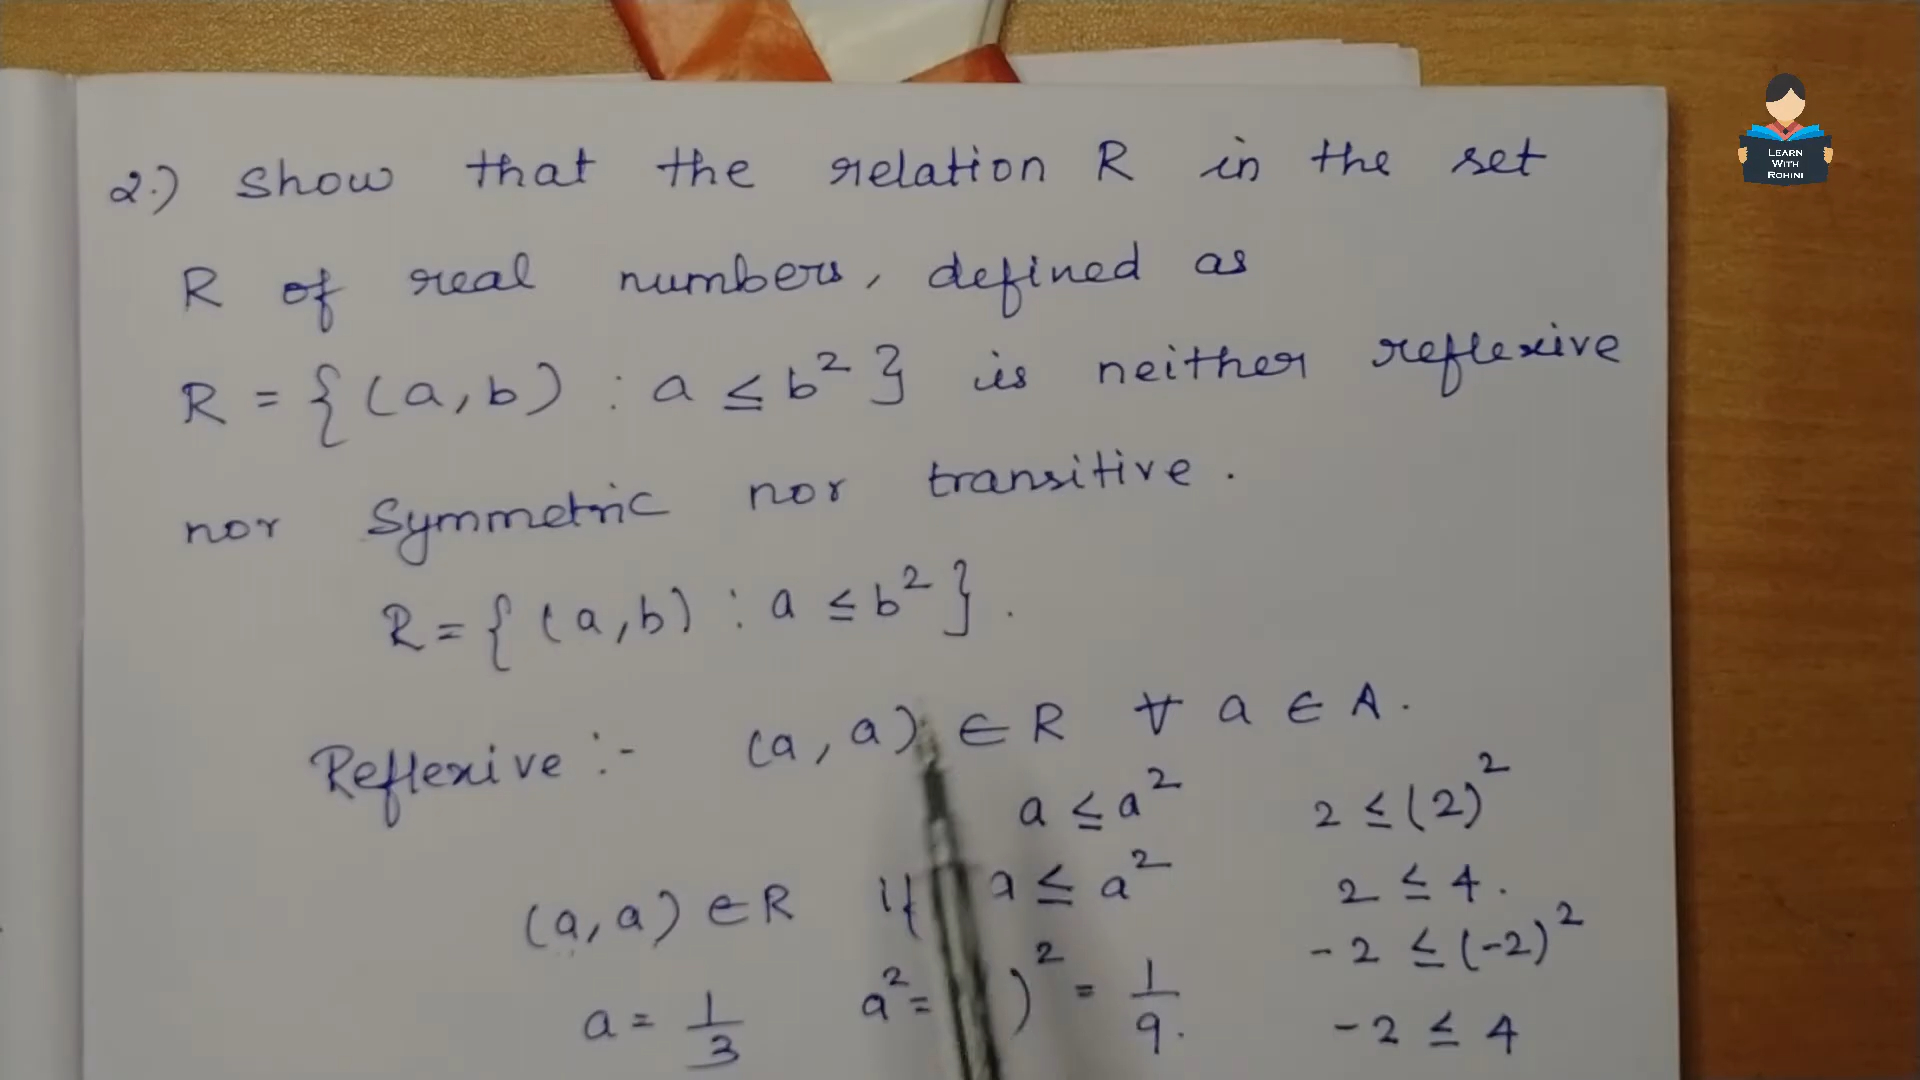 2.) Show that the relation R in the set
R of real numbers, defined as
R = {(a,b) : a ≤ b²} is neither reflexive
nor Symmetric nor transitive.
R = {(a,b) : a ≤ b²}.
Reflexive :- (a,a) ∈ R ∀ a ∈ A.
a ≤ a² 2 ≤ (2)²
(a,a) ∈ R if a ≤ a² 2 ≤ 4.
-2 ≤ (-2)²
a = 1/3 a² = )² = 1/9. -2 ≤ 4
LEARN
WITH
ROHINI